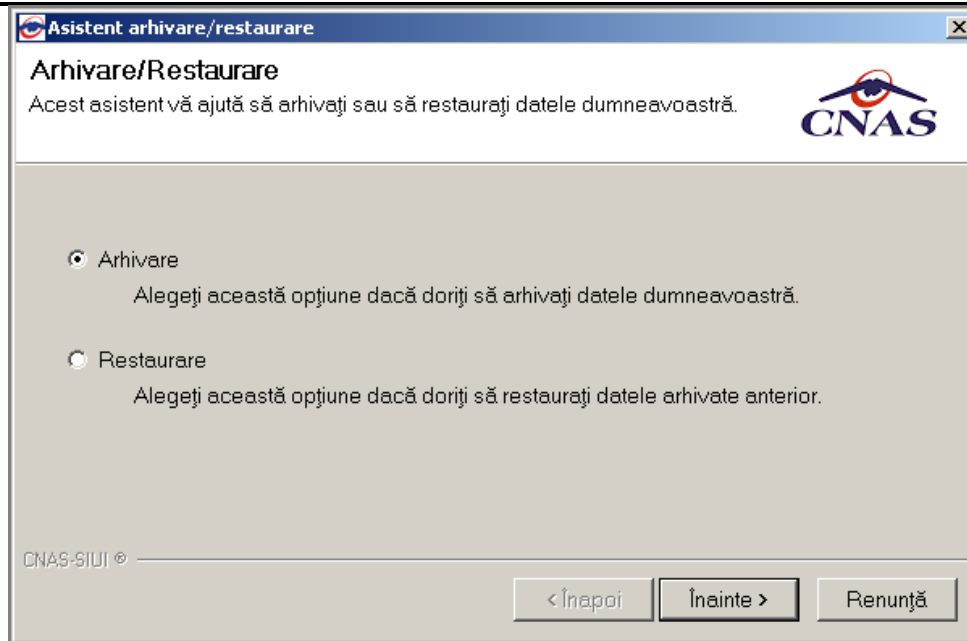 Asistent arhivare/restaurare
Arhivare/Restaurare
Acest asistent vă ajută să arhivaţi sau să restauraţi datele dumneavoastră.
CNAS
Arhivare
Alegeţi această opţiune dacă doriţi să arhivaţi datele dumneavoastră.
Restaurare
Alegeţi această opţiune dacă doriţi să restauraţi datele arhivate anterior.
CNAS-SIUI ®
< Înapoi
Înainte >
Renunţă